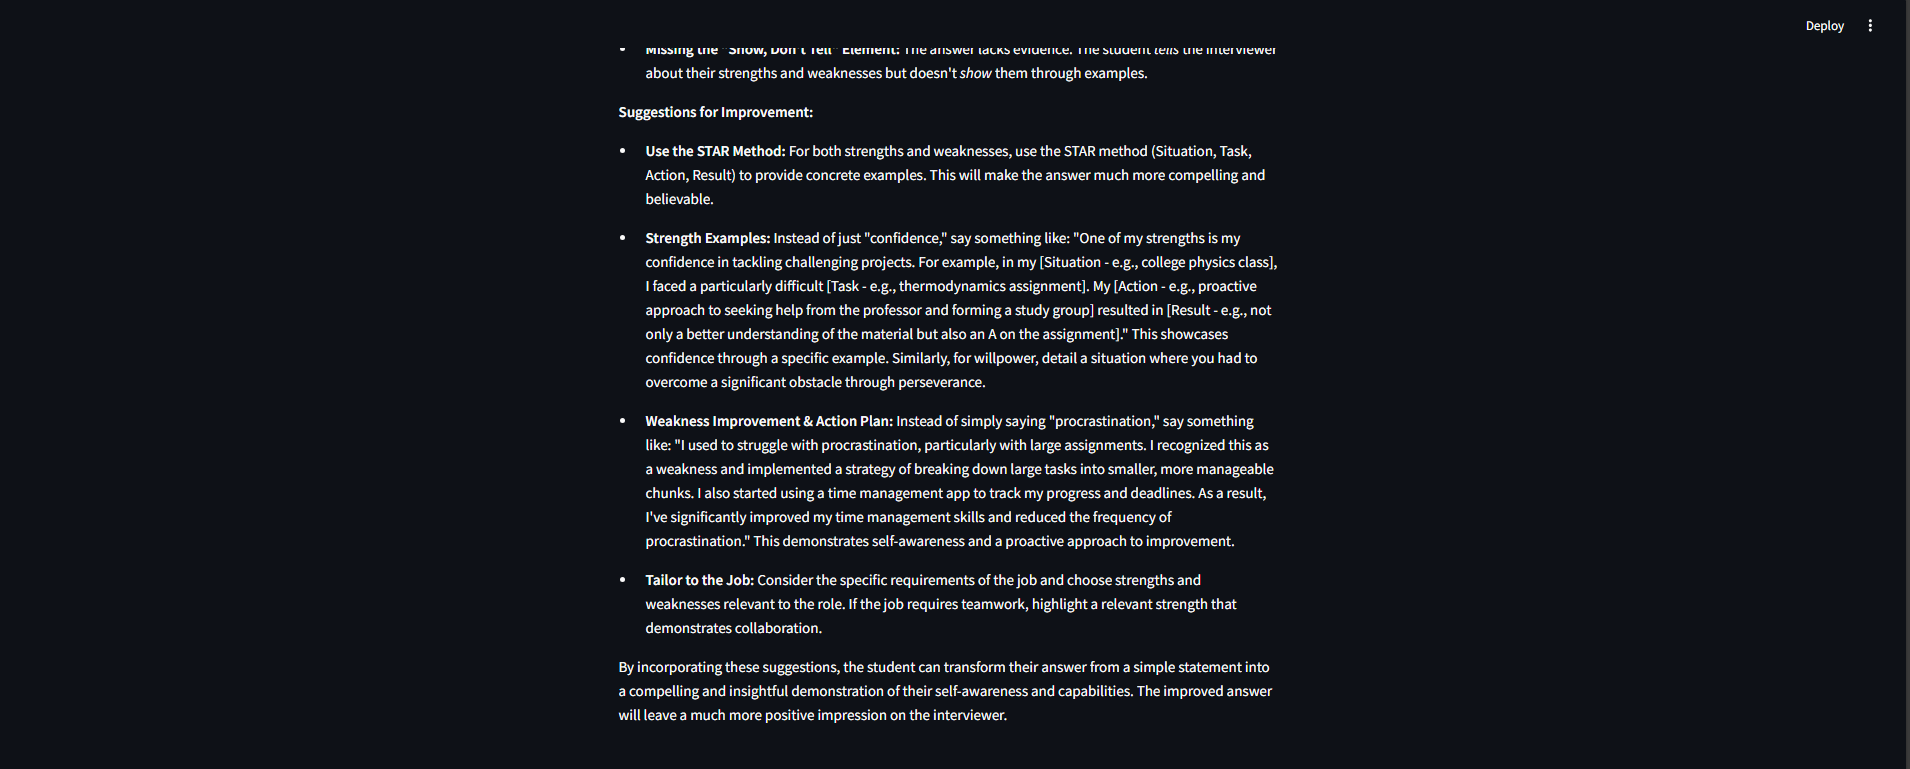 Deploy
Missing the "Show, Don't Tell" Element: The answer lacks evidence. The student tells the interviewer
about their strengths and weaknesses but doesn't show them through examples.
Suggestions for Improvement:
Use the STAR Method: For both strengths and weaknesses, use the STAR method (Situation, Task,
Action, Result) to provide concrete examples. This will make the answer much more compelling and
believable.
Strength Examples: Instead of just "confidence," say something like: "One of my strengths is my
confidence in tackling challenging projects. For example, in my [Situation - e.g., college physics class],
I faced a particularly difficult [Task - e.g., thermodynamics assignment]. My [Action - e.g., proactive
approach to seeking help from the professor and forming a study group] resulted in [Result - e.g., not
only a better understanding of the material but also an A on the assignment]." This showcases
confidence through a specific example. Similarly, for willpower, detail a situation where you had to
overcome a significant obstacle through perseverance.
Weakness Improvement & Action Plan: Instead of simply saying "procrastination," say something
like: "I used to struggle with procrastination, particularly with large assignments. I recognized this as
a weakness and implemented a strategy of breaking down large tasks into smaller, more manageable
chunks. I also started using a time management app to track my progress and deadlines. As a result,
I've significantly improved my time management skills and reduced the frequency of
procrastination." This demonstrates self-awareness and a proactive approach to improvement.
Tailor to the Job: Consider the specific requirements of the job and choose strengths and
weaknesses relevant to the role. If the job requires teamwork, highlight a relevant strength that
demonstrates collaboration.
By incorporating these suggestions, the student can transform their answer from a simple statement into
a compelling and insightful demonstration of their self-awareness and capabilities. The improved answer
will leave a much more positive impression on the interviewer.